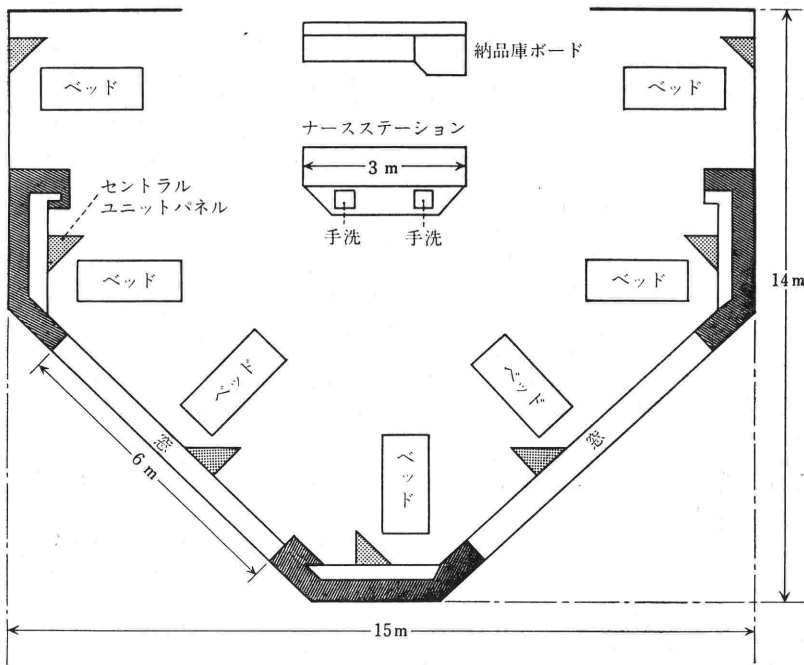 納品庫ボード
ベッド
ベッド
ナースステーション
3 m
セントラル
ユニットパネル
手洗
手洗
ベッド
ベッド
14 m
ベッド
ベッド
窓
窓
6 m
ベッド
15 m